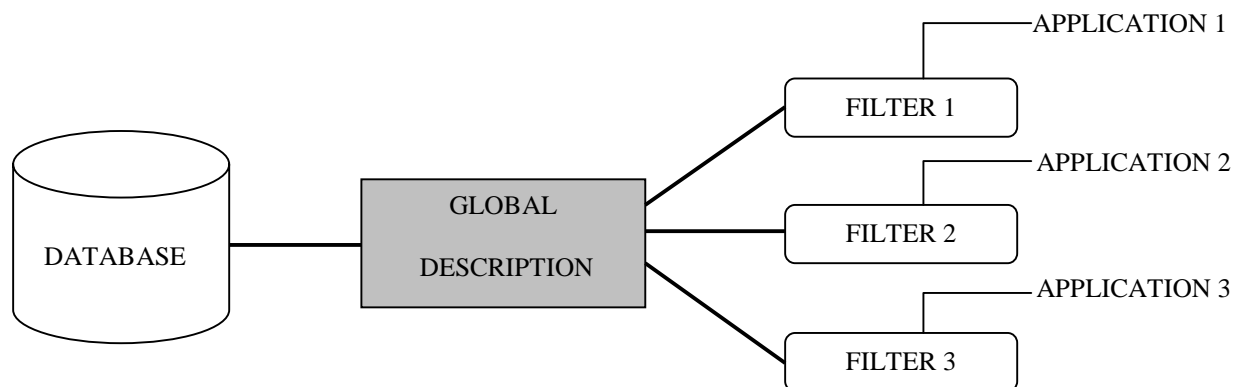 APPLICATION 1
FILTER 1
APPLICATION 2
GLOBAL
DESCRIPTION
DATABASE
FILTER 2
APPLICATION 3
FILTER 3